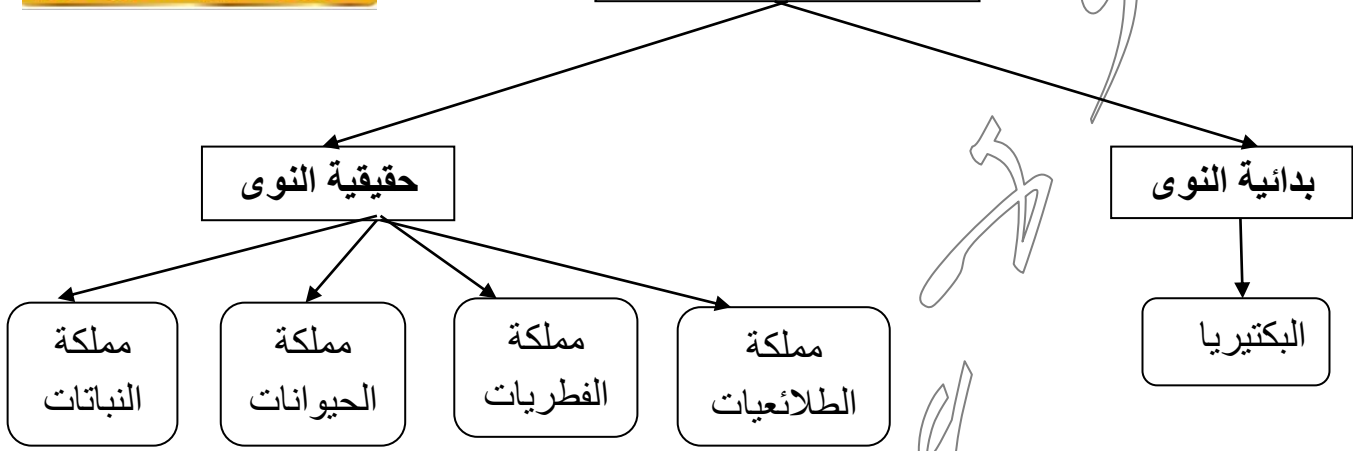 بدائية النوى
حقيقية النوى
البكتيريا
مملكة
الطلائعيات
مملكة
الفطريات
مملكة
الحيوانات
مملكة
النباتات